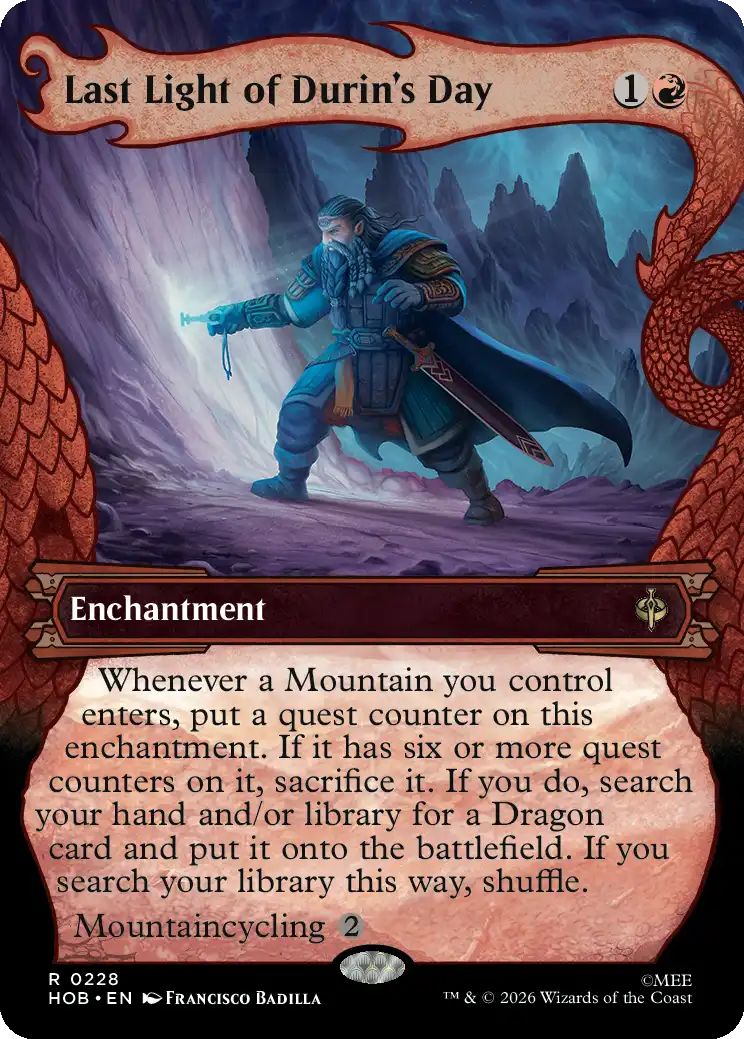 Last Light of Durin's Day 1
Enchantment
Whenever a Mountain you control
enters, put a quest counter on this
enchantment. If it has six or more quest
counters on it, sacrifice it. If you do, search
your hand and/or library for a Dragon
card and put it onto the battlefield. If you
search your library this way, shuffle.
Mountaincycling 2
R 0228
HOB • EN Francisco Badilla
©MEE
™ & © 2026 Wizards of the Coast